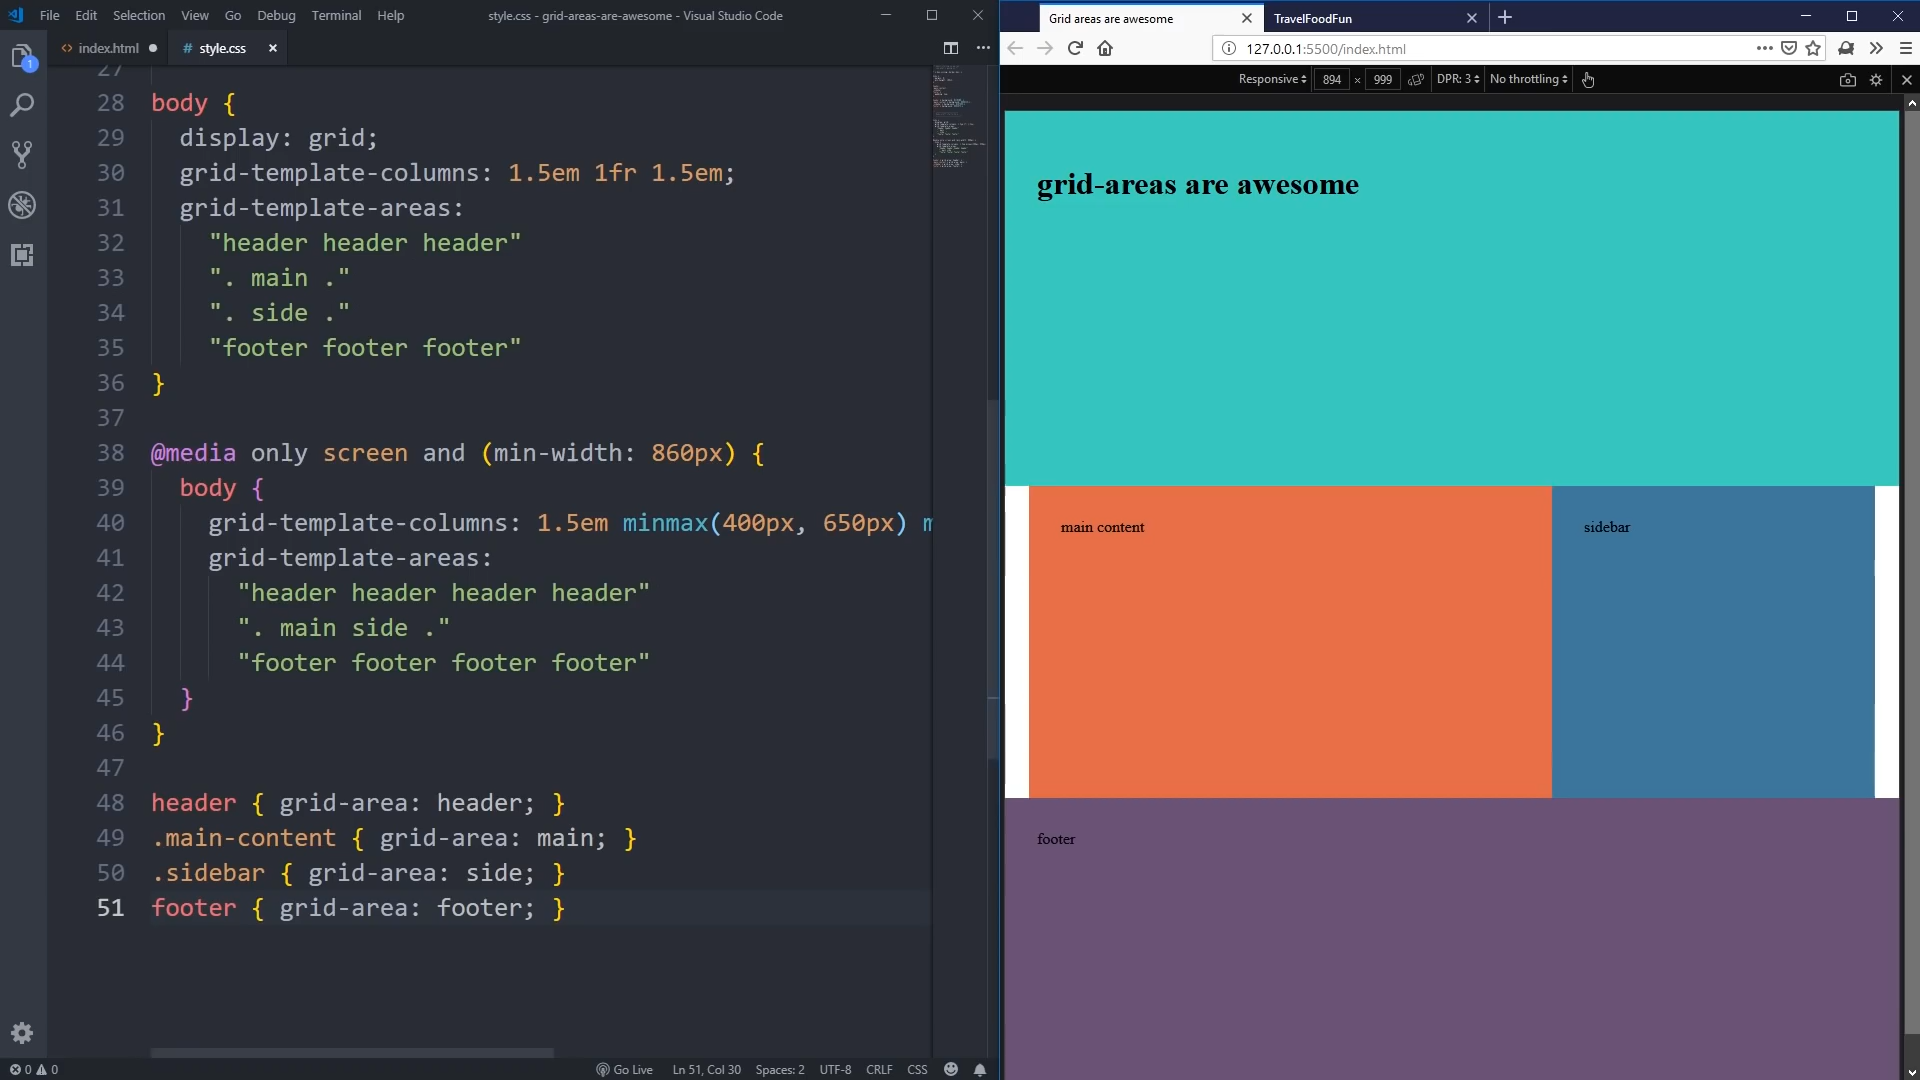 File Edit Selection View Go Debug Terminal Help
style.css - grid-areas-are-awesome - Visual Studio Code
index.html
# style.css
1
27
28 body {
29 display: grid;
30 grid-template-columns: 1.5em 1fr 1.5em;
31 grid-template-areas:
32 "header header header"
33 ". main ."
34 ". side ."
35 "footer footer footer"
36 }
37
38 @media only screen and (min-width: 860px) {
39 body {
40 grid-template-columns: 1.5em minmax(400px, 650px) m
41 grid-template-areas:
42 "header header header header"
43 ". main side ."
44 "footer footer footer footer"
45 }
46 }
47
48 header { grid-area: header; }
49 .main-content { grid-area: main; }
50 .sidebar { grid-area: side; }
51 footer { grid-area: footer; }
0 0
Go Live
Ln 51, Col 30
Spaces: 2
UTF-8
CRLF
CSS
Grid areas are awesome
TravelFoodFun
127.0.0.1:5500/index.html
Responsive 894 × 999 DPR: 3 No throttling
grid-areas are awesome
main content
sidebar
footer